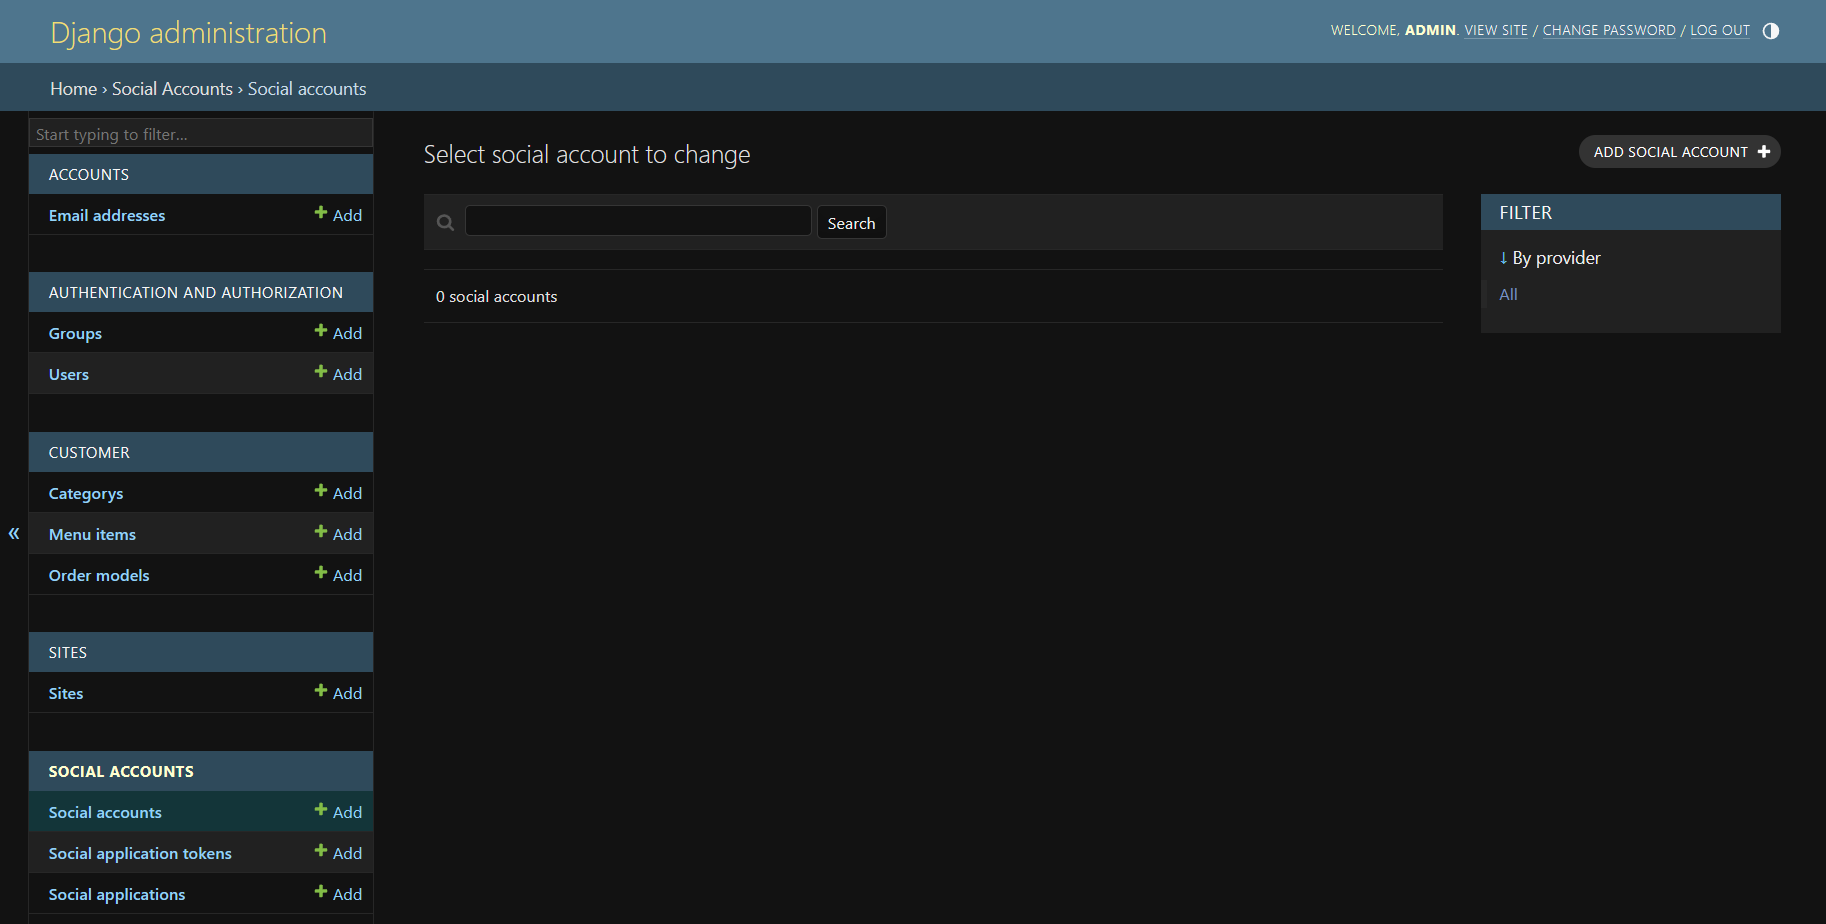 Django administration
WELCOME, ADMIN. VIEW SITE / CHANGE PASSWORD / LOG OUT
Home › Social Accounts › Social accounts
Start typing to filter...
ACCOUNTS
Email addresses Add
AUTHENTICATION AND AUTHORIZATION
Groups Add
Users Add
CUSTOMER
Categorys Add
Menu items Add
Order models Add
SITES
Sites Add
SOCIAL ACCOUNTS
Social accounts Add
Social application tokens Add
Social applications Add
«
Select social account to change
ADD SOCIAL ACCOUNT
Search
0 social accounts
FILTER
↓ By provider
All